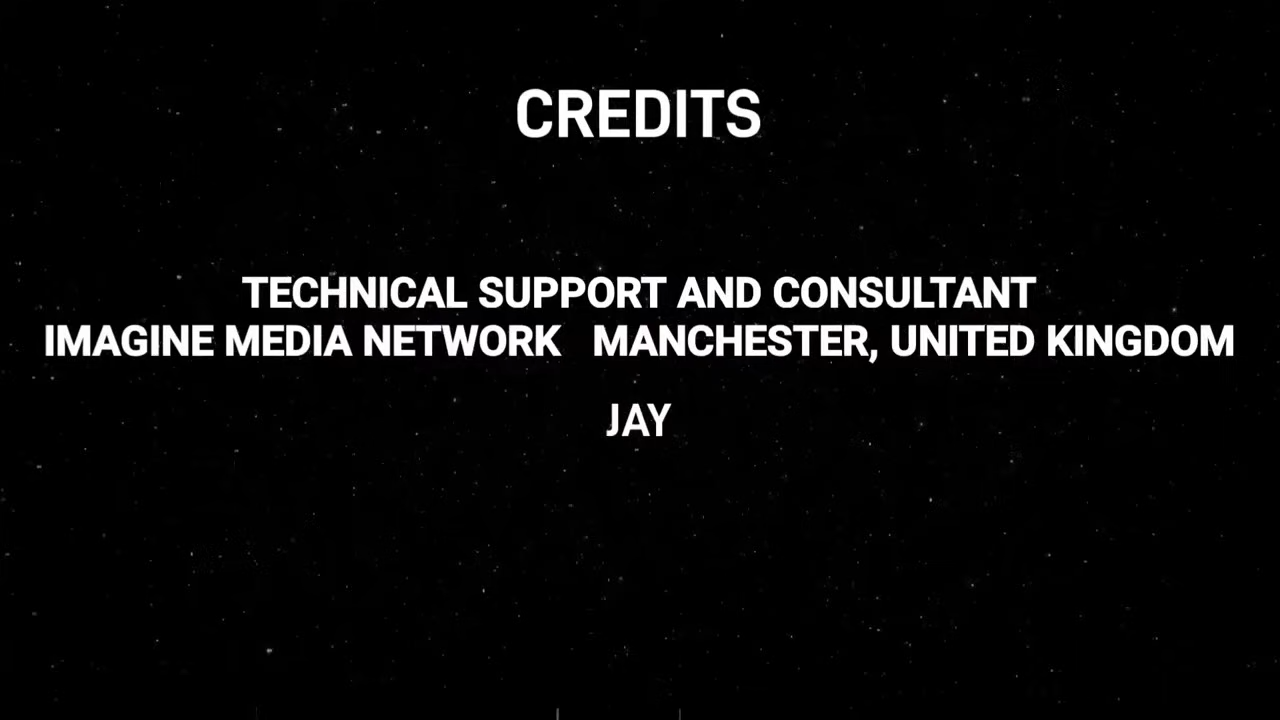 CREDITS
TECHNICAL SUPPORT AND CONSULTANT
IMAGINE MEDIA NETWORK   MANCHESTER, UNITED KINGDOM
JAY